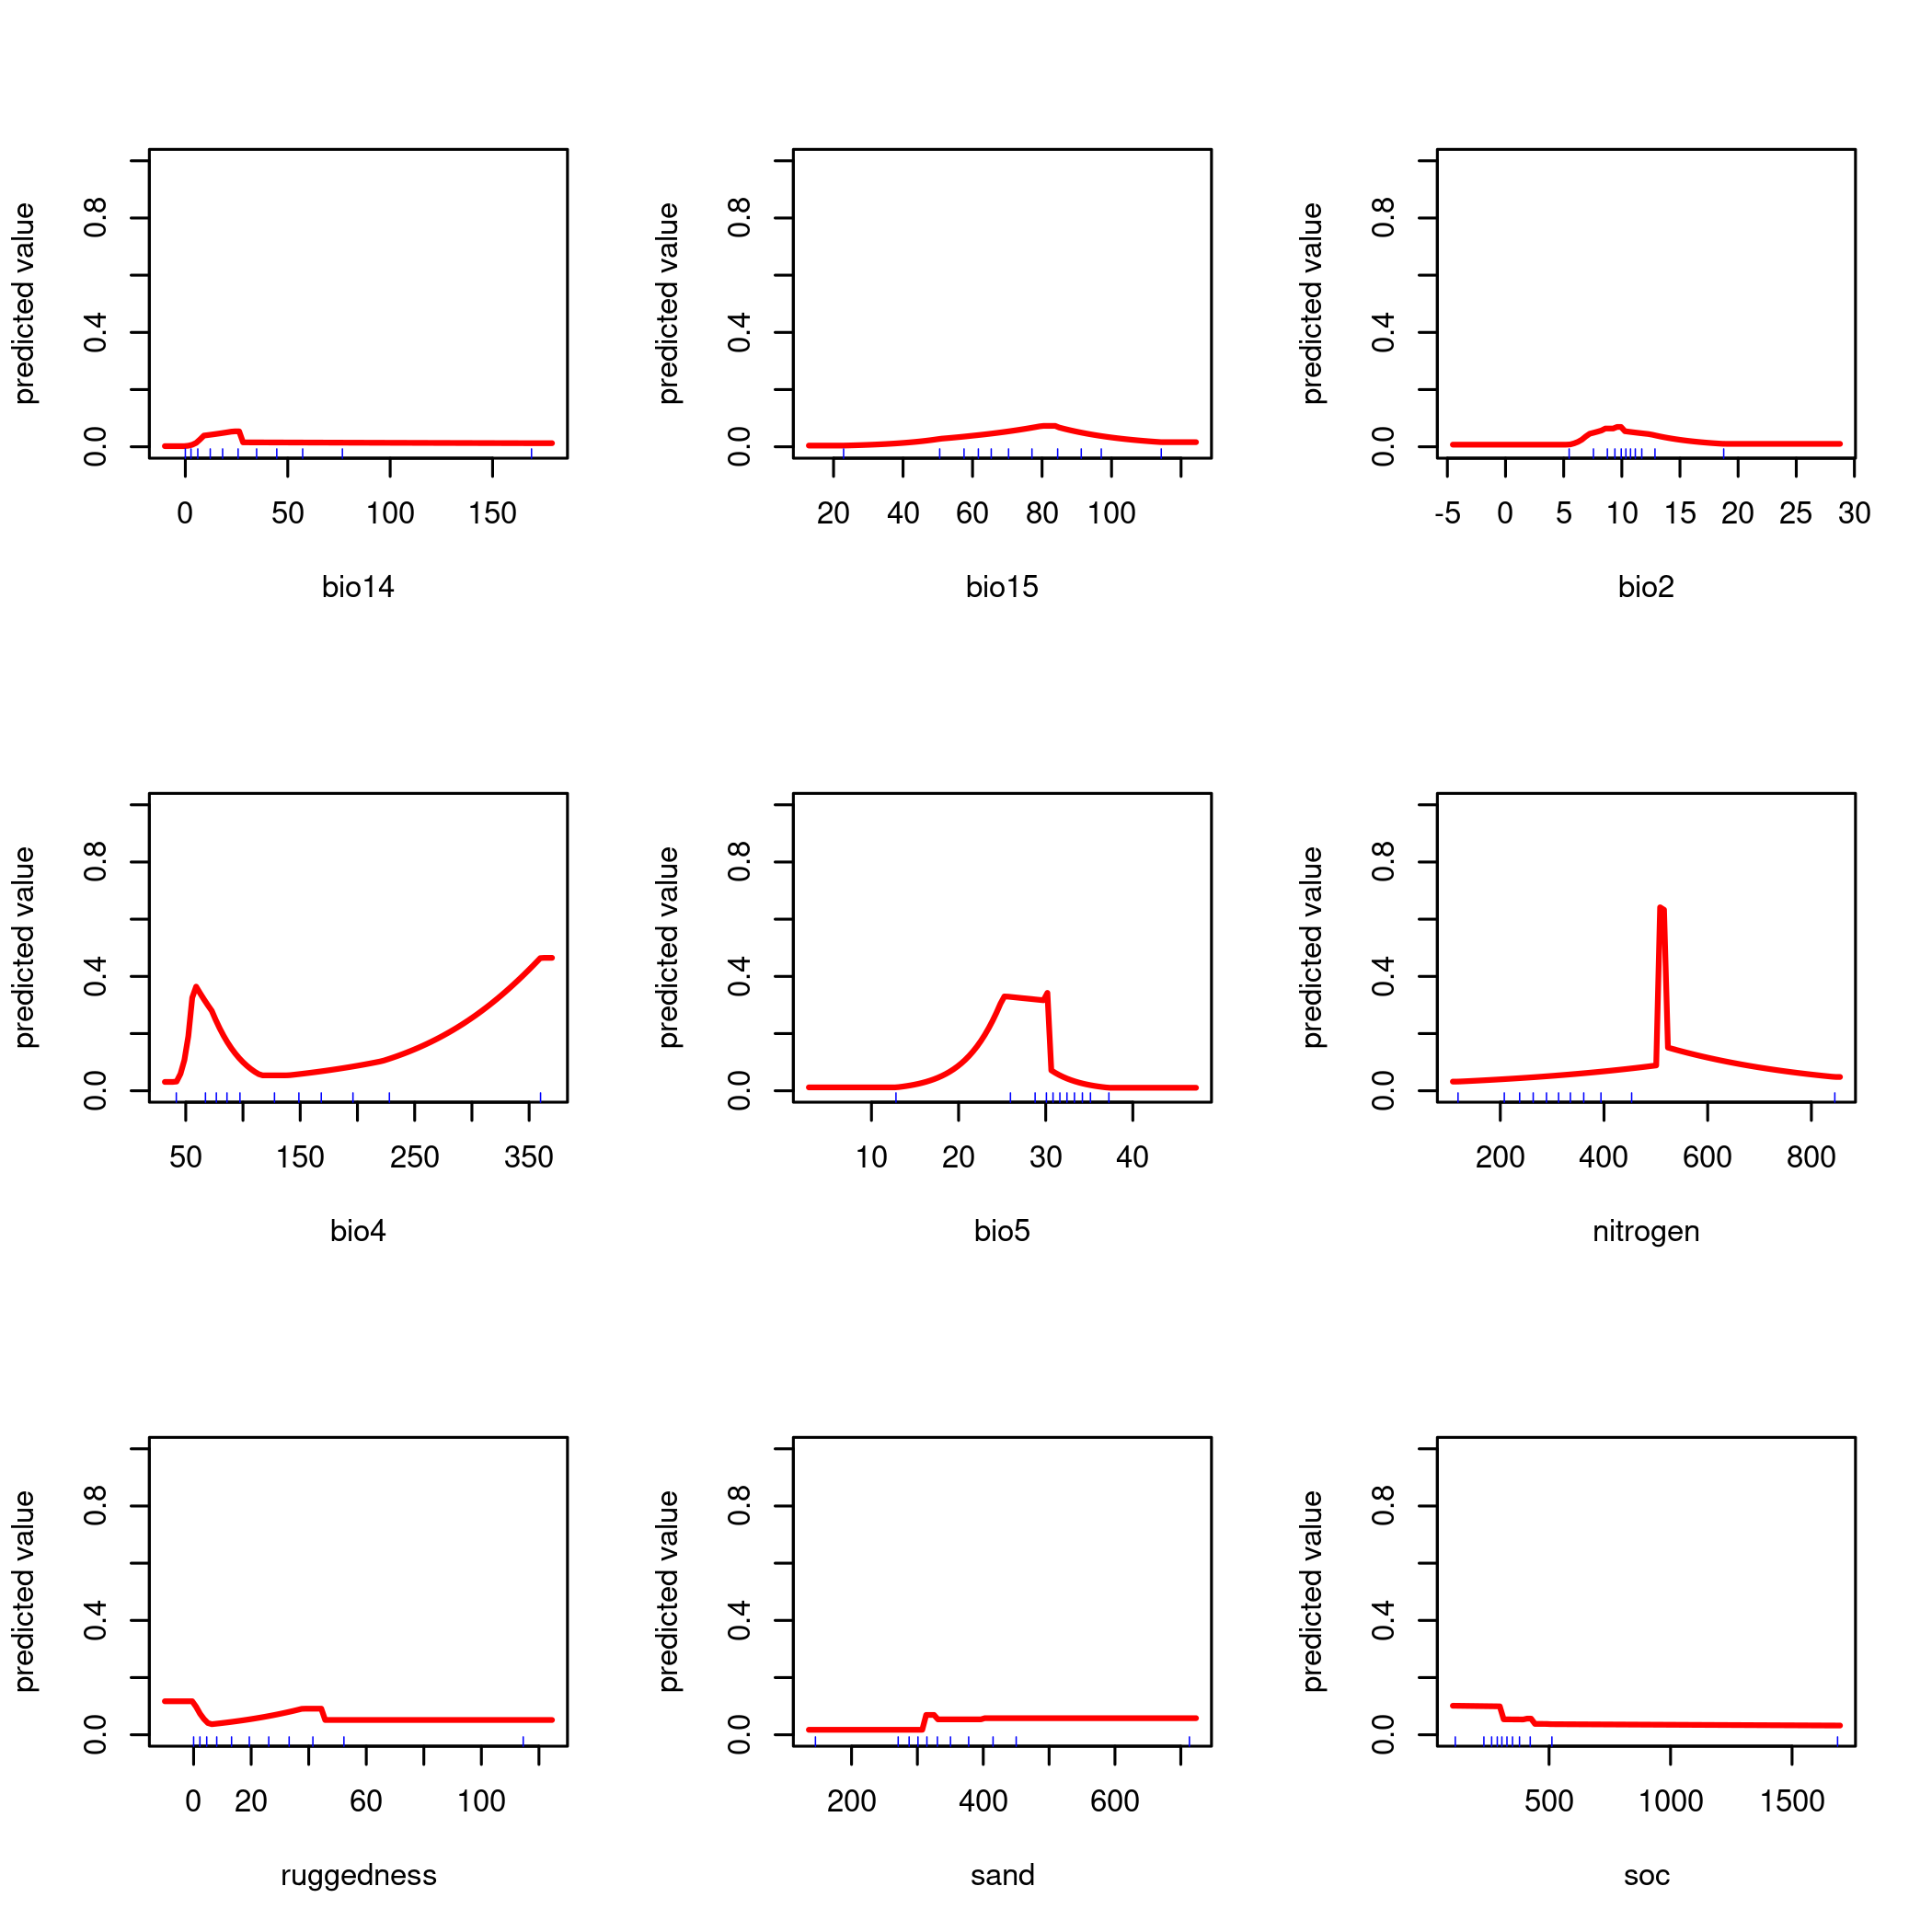 predicted value
0.0 0.4 0.8
0 50 100 150
bio14
predicted value
0.0 0.4 0.8
20 40 60 80 100
bio15
predicted value
0.0 0.4 0.8
-5 0 5 10 15 20 25 30
bio2
predicted value
0.0 0.4 0.8
50 150 250 350
bio4
predicted value
0.0 0.4 0.8
10 20 30 40
bio5
predicted value
0.0 0.4 0.8
200 400 600 800
nitrogen
predicted value
0.0 0.4 0.8
0 20 60 100
ruggedness
predicted value
0.0 0.4 0.8
200 400 600
sand
predicted value
0.0 0.4 0.8
500 1000 1500
soc